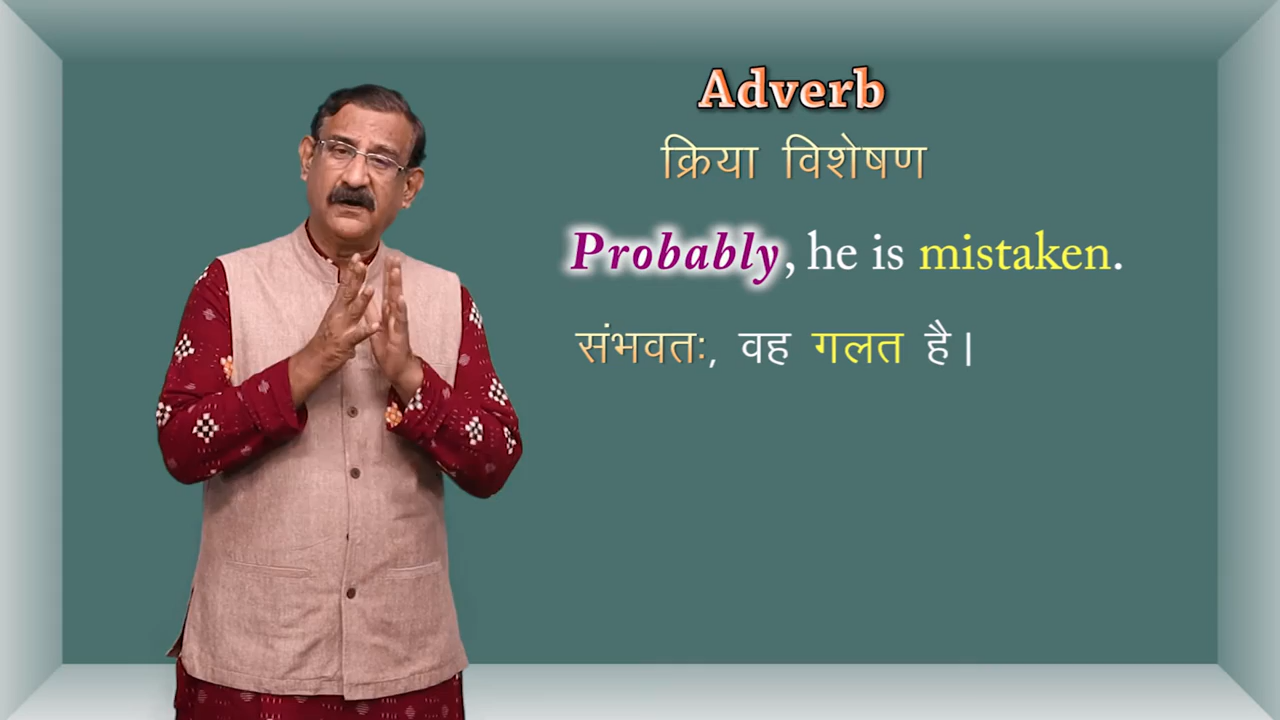 Adverb
क्रिया विशेषण
Probably, he is mistaken.
संभवतः, वह गलत है।